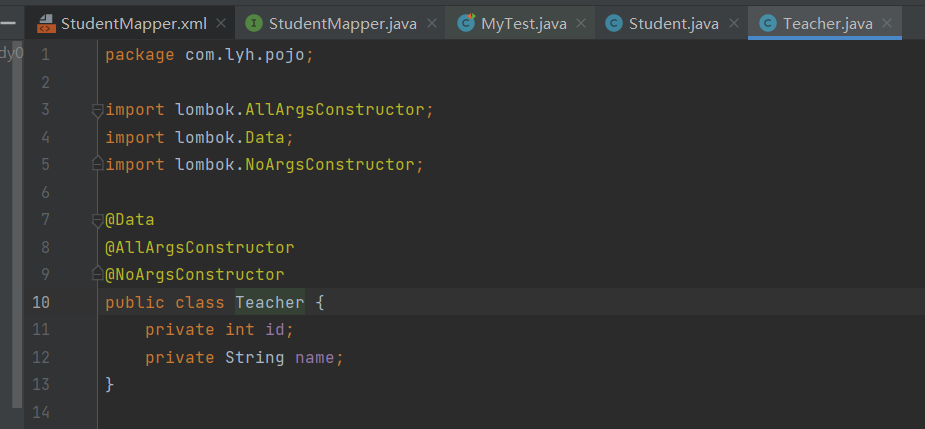 StudentMapper.xml StudentMapper.java MyTest.java Student.java Teacher.java
dy0
1 package com.lyh.pojo;
2
3 import lombok.AllArgsConstructor;
4 import lombok.Data;
5 import lombok.NoArgsConstructor;
6
7 @Data
8 @AllArgsConstructor
9 @NoArgsConstructor
10 public class Teacher {
11 private int id;
12 private String name;
13 }
14